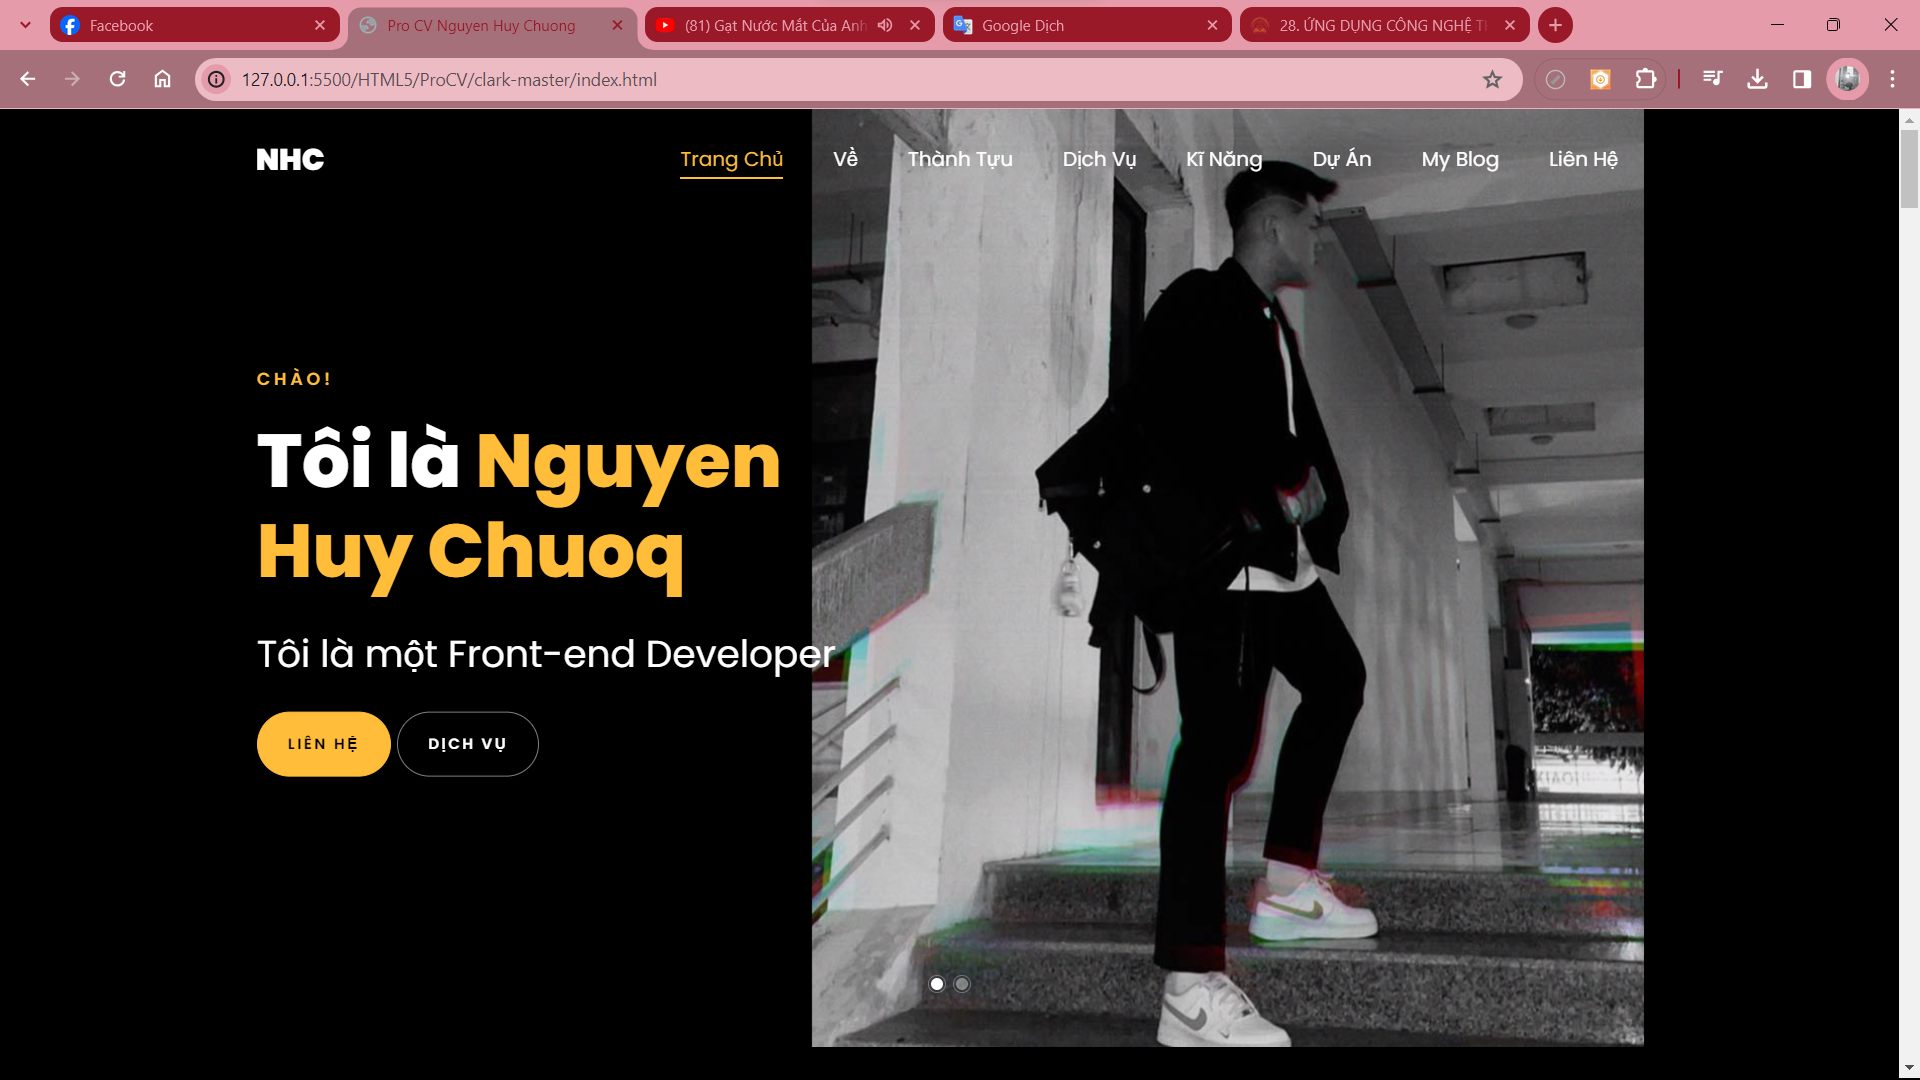 Facebook
Pro CV Nguyen Huy Chuong
(81) Gạt Nước Mắt Của Anh
Google Dịch
28. ỨNG DỤNG CÔNG NGHỆ
127.0.0.1:5500/HTML5/ProCV/clark-master/index.html
NHC
Trang Chủ
Về
Thành Tựu
Dịch Vụ
Kĩ Năng
Dự Án
My Blog
Liên Hệ
CHÀO!
Tôi là Nguyen
Huy Chuoq
Tôi là một Front-end Developer
LIÊN HỆ
DỊCH VỤ